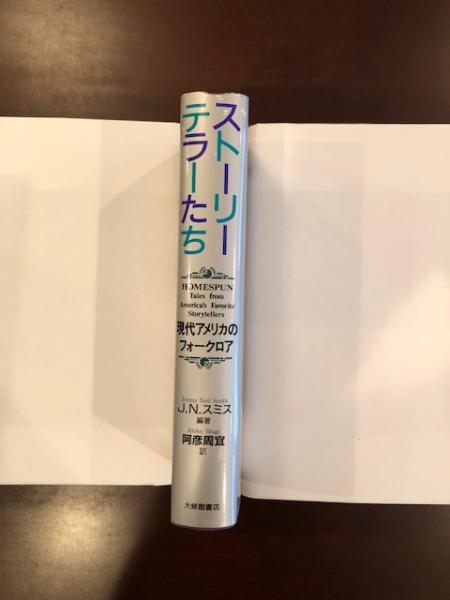 ストーリー
テラーたち
HOMESPUN
Tales from
America's Favorite
Storytellers
現代アメリカの
フォークロア
Jimmy Neil Smith
J.N.スミス
編著
Abiko Shugi
阿彦周宜
訳
大修館書店